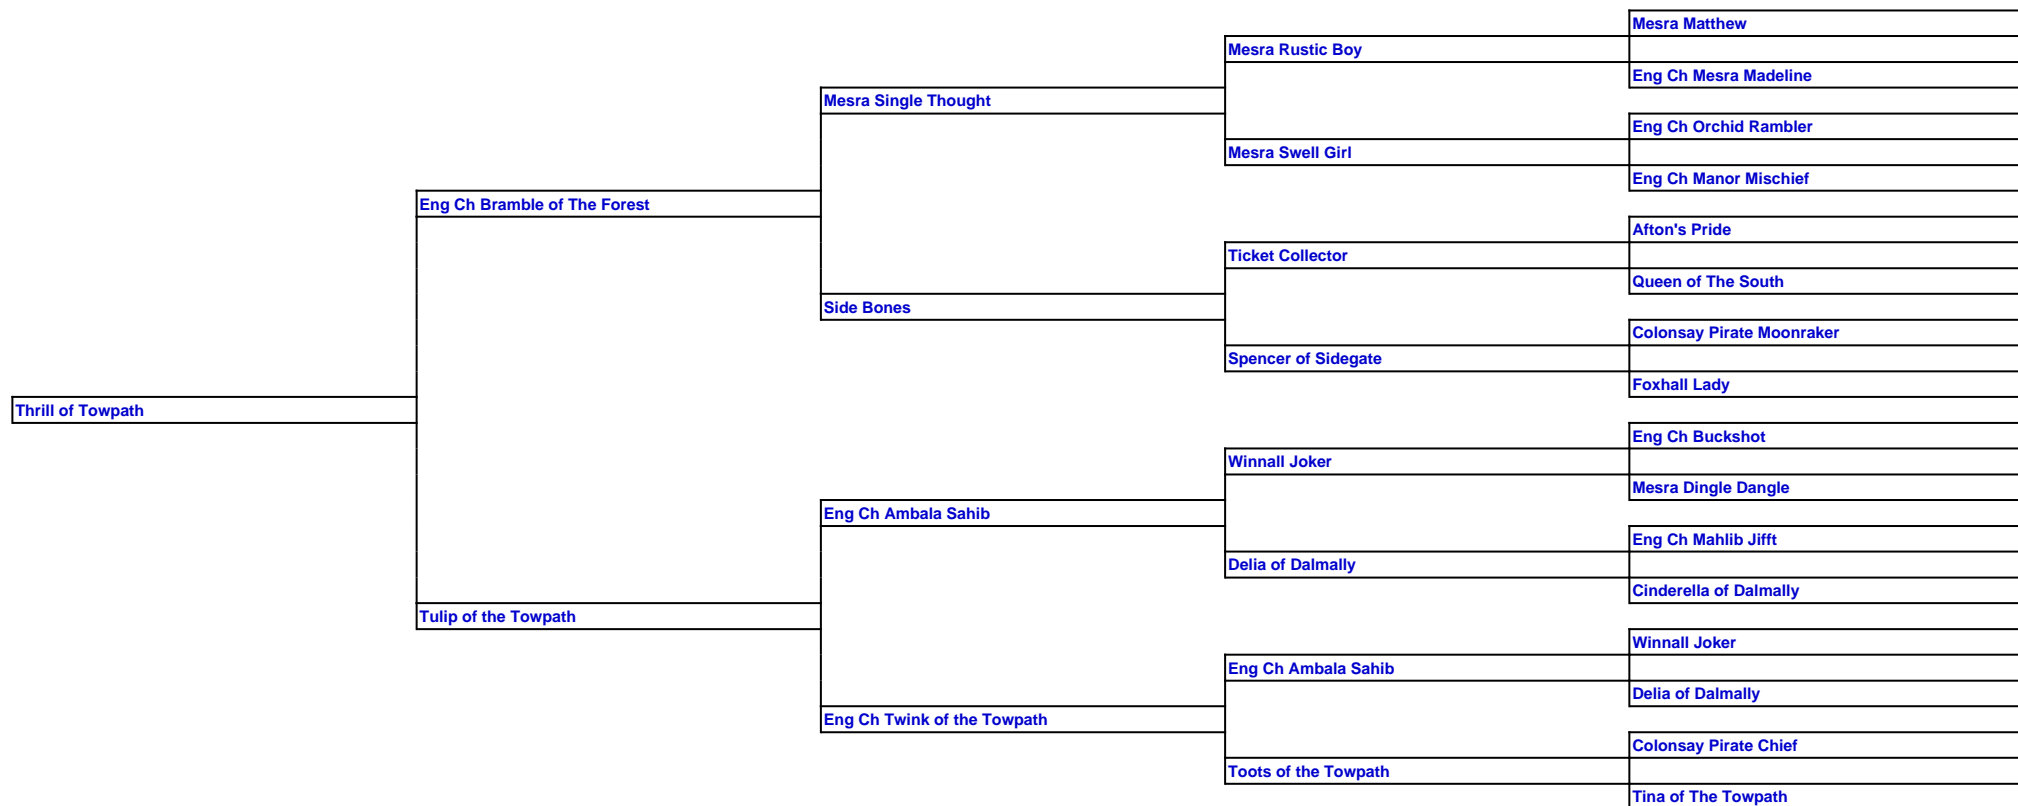 Mesra Matthew
Mesra Rustic Boy
Eng Ch Mesra Madeline
Mesra Single Thought
Eng Ch Orchid Rambler
Mesra Swell Girl
Eng Ch Manor Mischief
Eng Ch Bramble of The Forest
Afton's Pride
Ticket Collector
Queen of The South
Side Bones
Colonsay Pirate Moonraker
Spencer of Sidegate
Foxhall Lady
Thrill of Towpath
Eng Ch Buckshot
Winnall Joker
Mesra Dingle Dangle
Eng Ch Ambala Sahib
Eng Ch Mahlib Jifft
Delia of Dalmally
Cinderella of Dalmally
Tulip of the Towpath
Winnall Joker
Eng Ch Ambala Sahib
Delia of Dalmally
Eng Ch Twink of the Towpath
Colonsay Pirate Chief
Toots of the Towpath
Tina of The Towpath